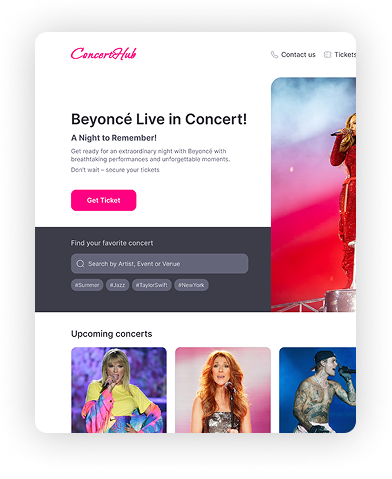 ConcertHub
Contact us
Tickets
Beyoncé Live in Concert!
A Night to Remember!
Get ready for an extraordinary night with Beyoncé with
breathtaking performances and unforgettable moments.
Don't wait – secure your tickets
Get Ticket
Find your favorite concert
Search by Artist, Event or Venue
#Summer #Jazz #TaylorSwift #NewYork
Upcoming concerts